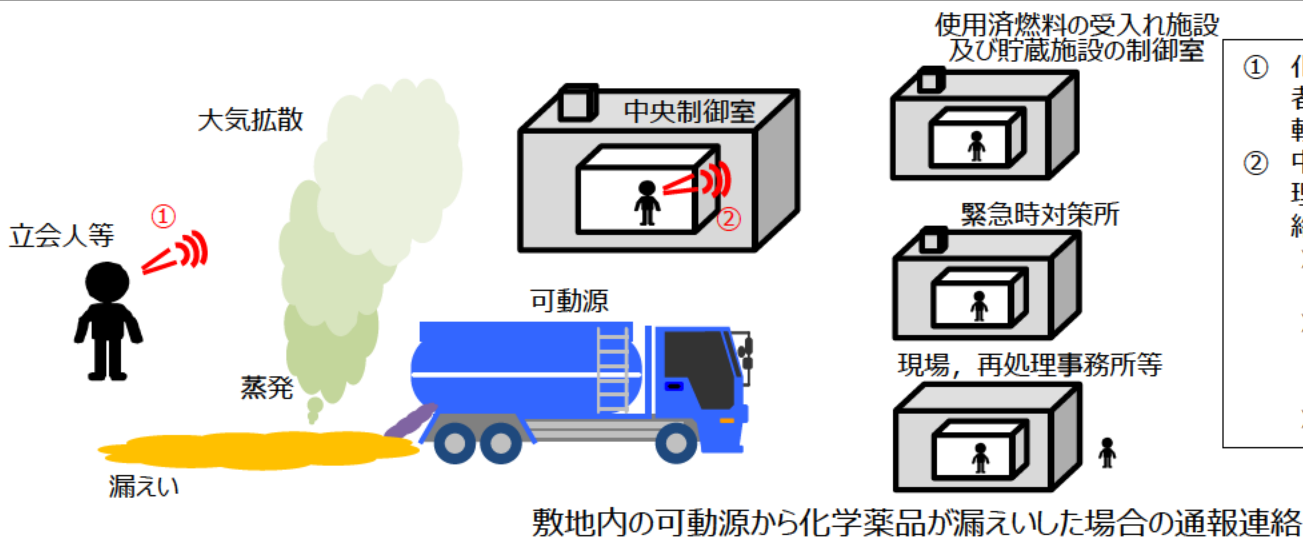 使用済燃料の受入れ施設
及び貯蔵施設の制御室
大気拡散
中央制御室
立会人等
①
②
緊急時対策所
可動源
現場，再処理事務所等
蒸発
漏えい
①
者
②
中
理
敷地内の可動源から化学薬品が漏えいした場合の通報連絡